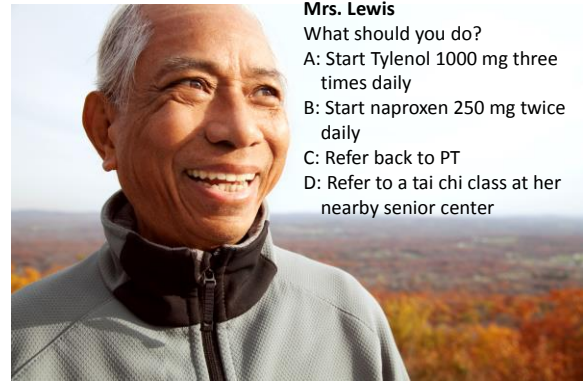 Mrs. Lewis
What should you do?
A: Start Tylenol 1000 mg three
times daily
B: Start naproxen 250 mg twice
daily
C: Refer back to PT
D: Refer to a tai chi class at her
nearby senior center